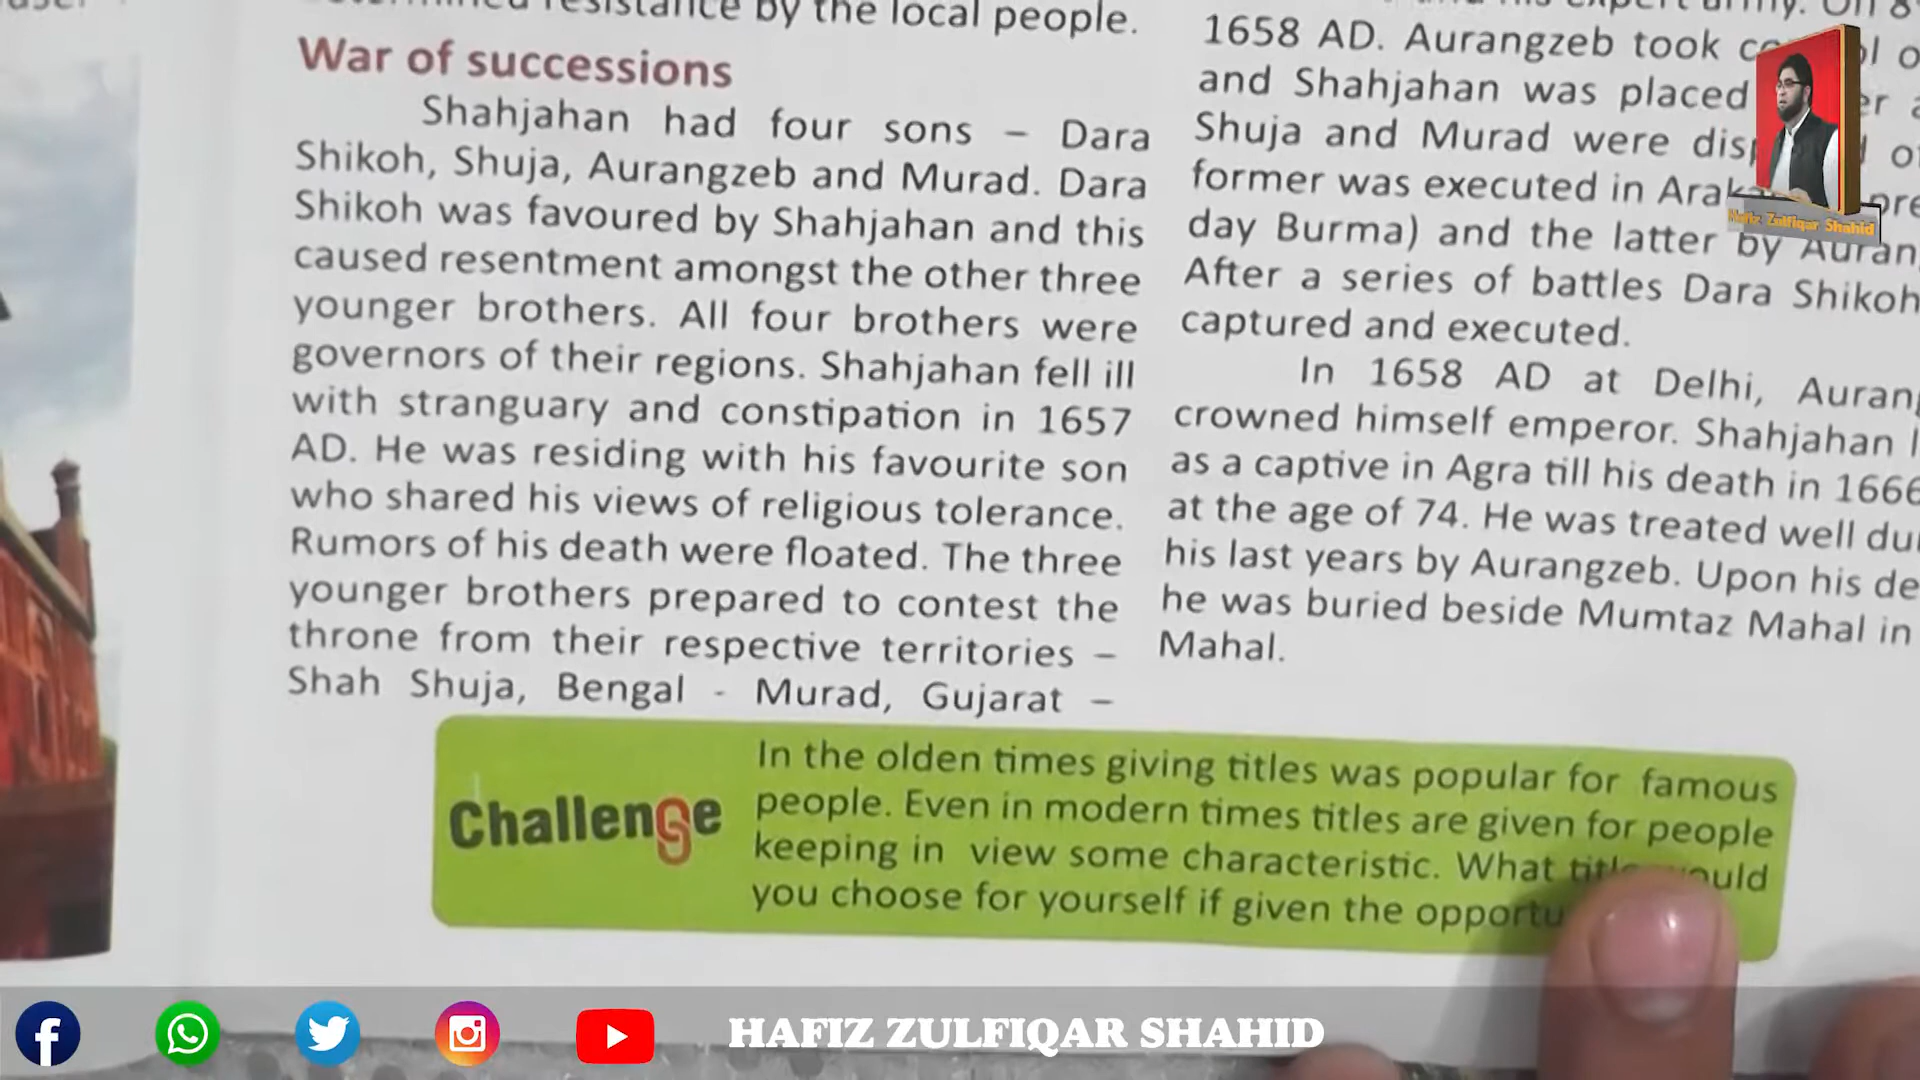 resistance by the local people.
War of successions
Shahjahan had four sons – Dara
Shikoh, Shuja, Aurangzeb and Murad. Dara
Shikoh was favoured by Shahjahan and this
caused resentment amongst the other three
younger brothers. All four brothers were
governors of their regions. Shahjahan fell ill
with stranguary and constipation in 1657
AD. He was residing with his favourite son
who shared his views of religious tolerance.
Rumors of his death were floated. The three
younger brothers prepared to contest the
throne from their respective territories –
Shah Shuja, Bengal - Murad, Gujarat –
expert army. On 8
1658 AD. Aurangzeb took
and Shahjahan was placed
Shuja and Murad were
former was executed in
day Burma) and the latter by
After a series of battles Dara Shikoh
captured and executed.
In 1658 AD at Delhi,
crowned himself emperor. Shahjahan
as a captive in Agra till his death in 1666
at the age of 74. He was treated well
his last years by Aurangzeb. Upon his
he was buried beside Mumtaz Mahal in
Mahal.
Challenge
In the olden times giving titles was popular for famous
people. Even in modern times titles are given for people
keeping in view some characteristic. What
you choose for yourself if given the
Hafiz Zulfiqar Shahid
HAFIZ ZULFIQAR SHAHID